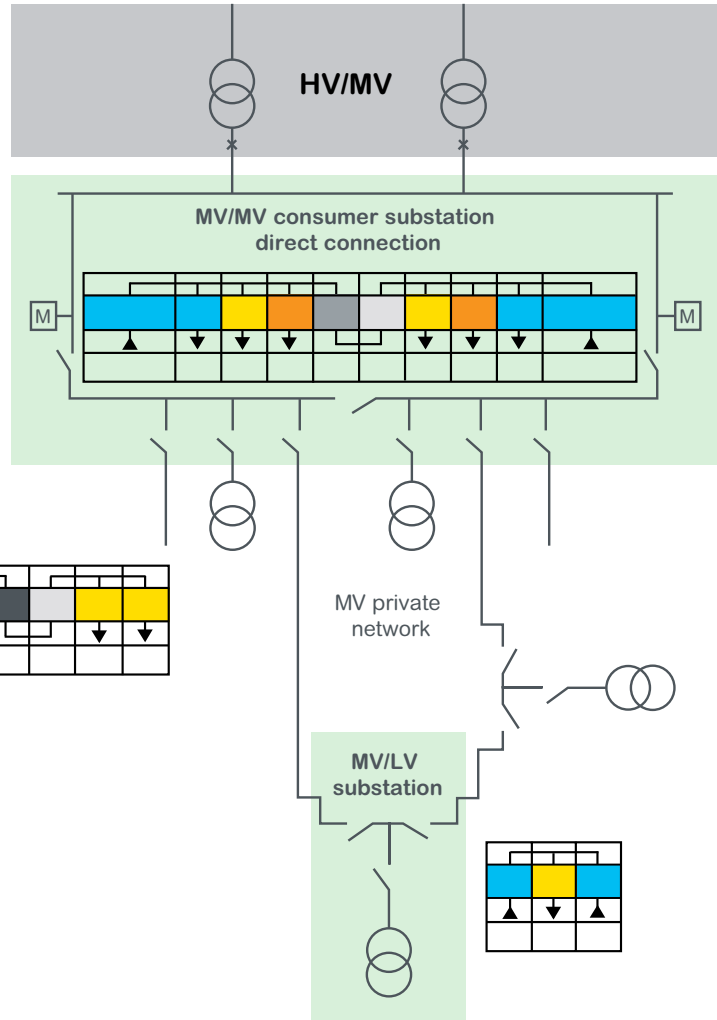 HV/MV
MV/MV consumer substation
direct connection
M
M
MV private
network
MV/LV
substation